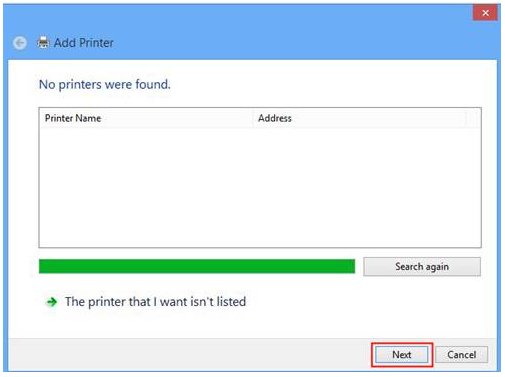 Add Printer
No printers were found.
Printer Name Address
Search again
The printer that I want isn't listed
Next Cancel